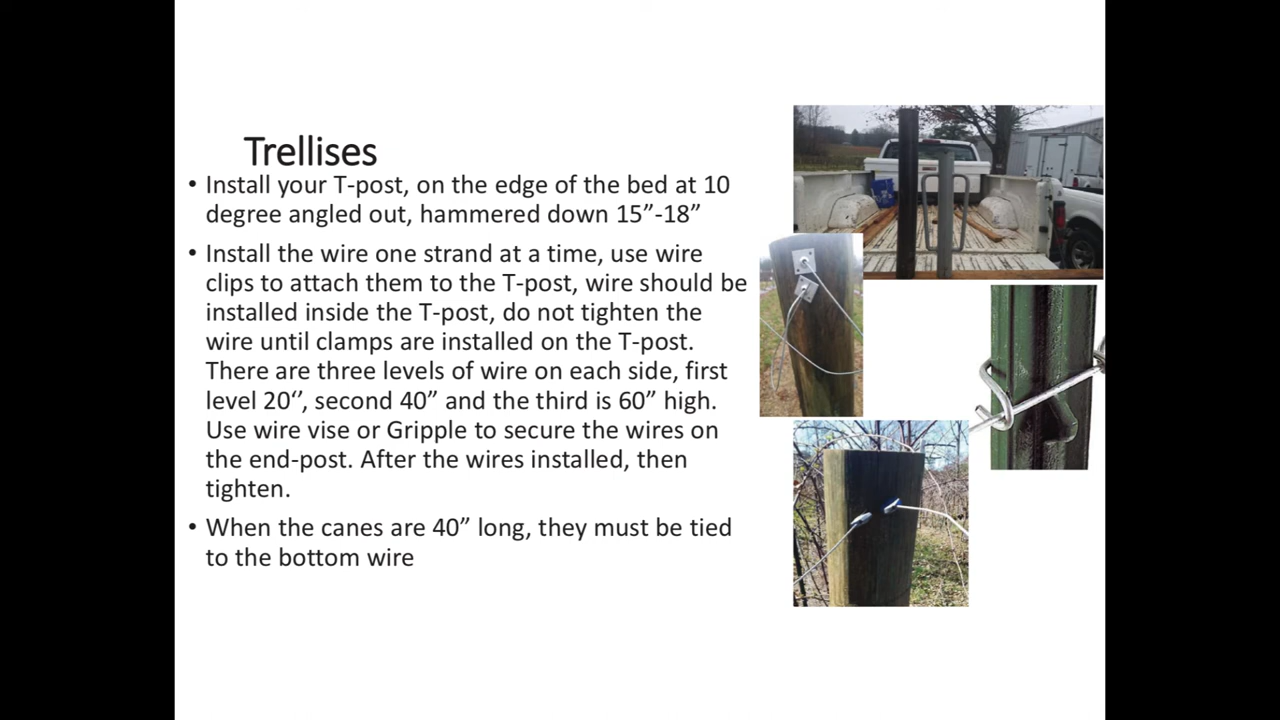 Trellises
• Install your T-post, on the edge of the bed at 10
degree angled out, hammered down 15”-18”
• Install the wire one strand at a time, use wire
clips to attach them to the T-post, wire should be
installed inside the T-post, do not tighten the
wire until clamps are installed on the T-post.
There are three levels of wire on each side, first
level 20‘’, second 40” and the third is 60” high.
Use wire vise or Gripple to secure the wires on
the end-post. After the wires installed, then
tighten.
• When the canes are 40” long, they must be tied
to the bottom wire